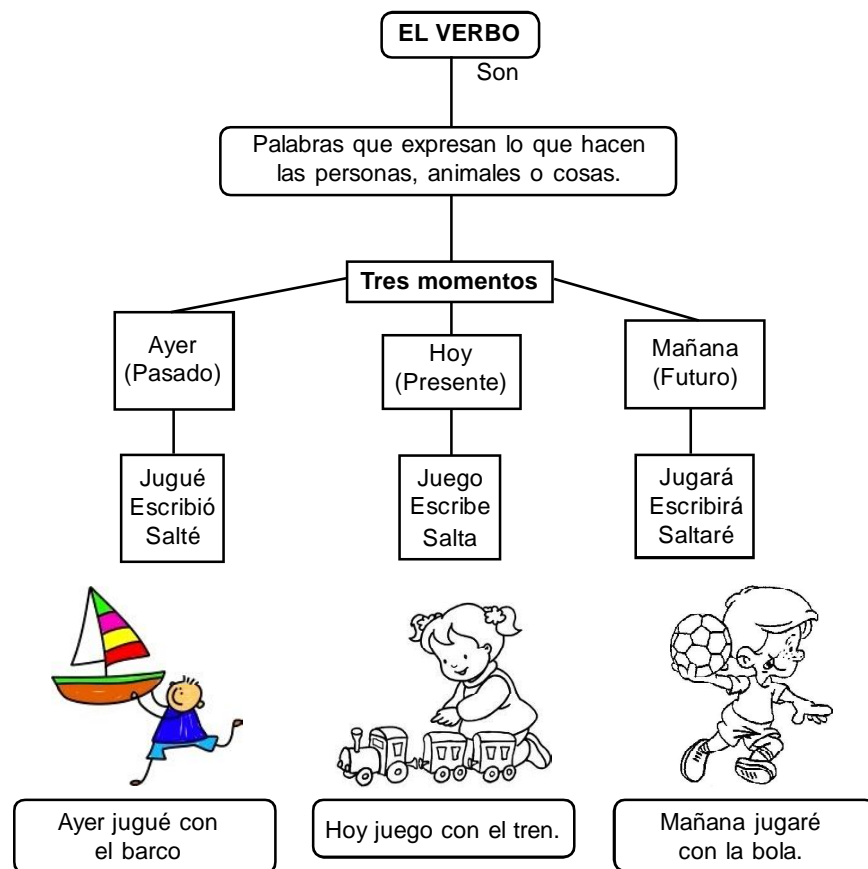 EL VERBO
Son
Palabras que expresan lo que hacen
las personas, animales o cosas.
Tres momentos
Ayer
(Pasado)
Hoy
(Presente)
Mañana
(Futuro)
Jugué
Escribió
Salté
Juego
Escribe
Salta
Jugará
Escribirá
Saltaré
Ayer jugué con
el barco
Hoy juego con el tren.
Mañana jugaré
con la bola.